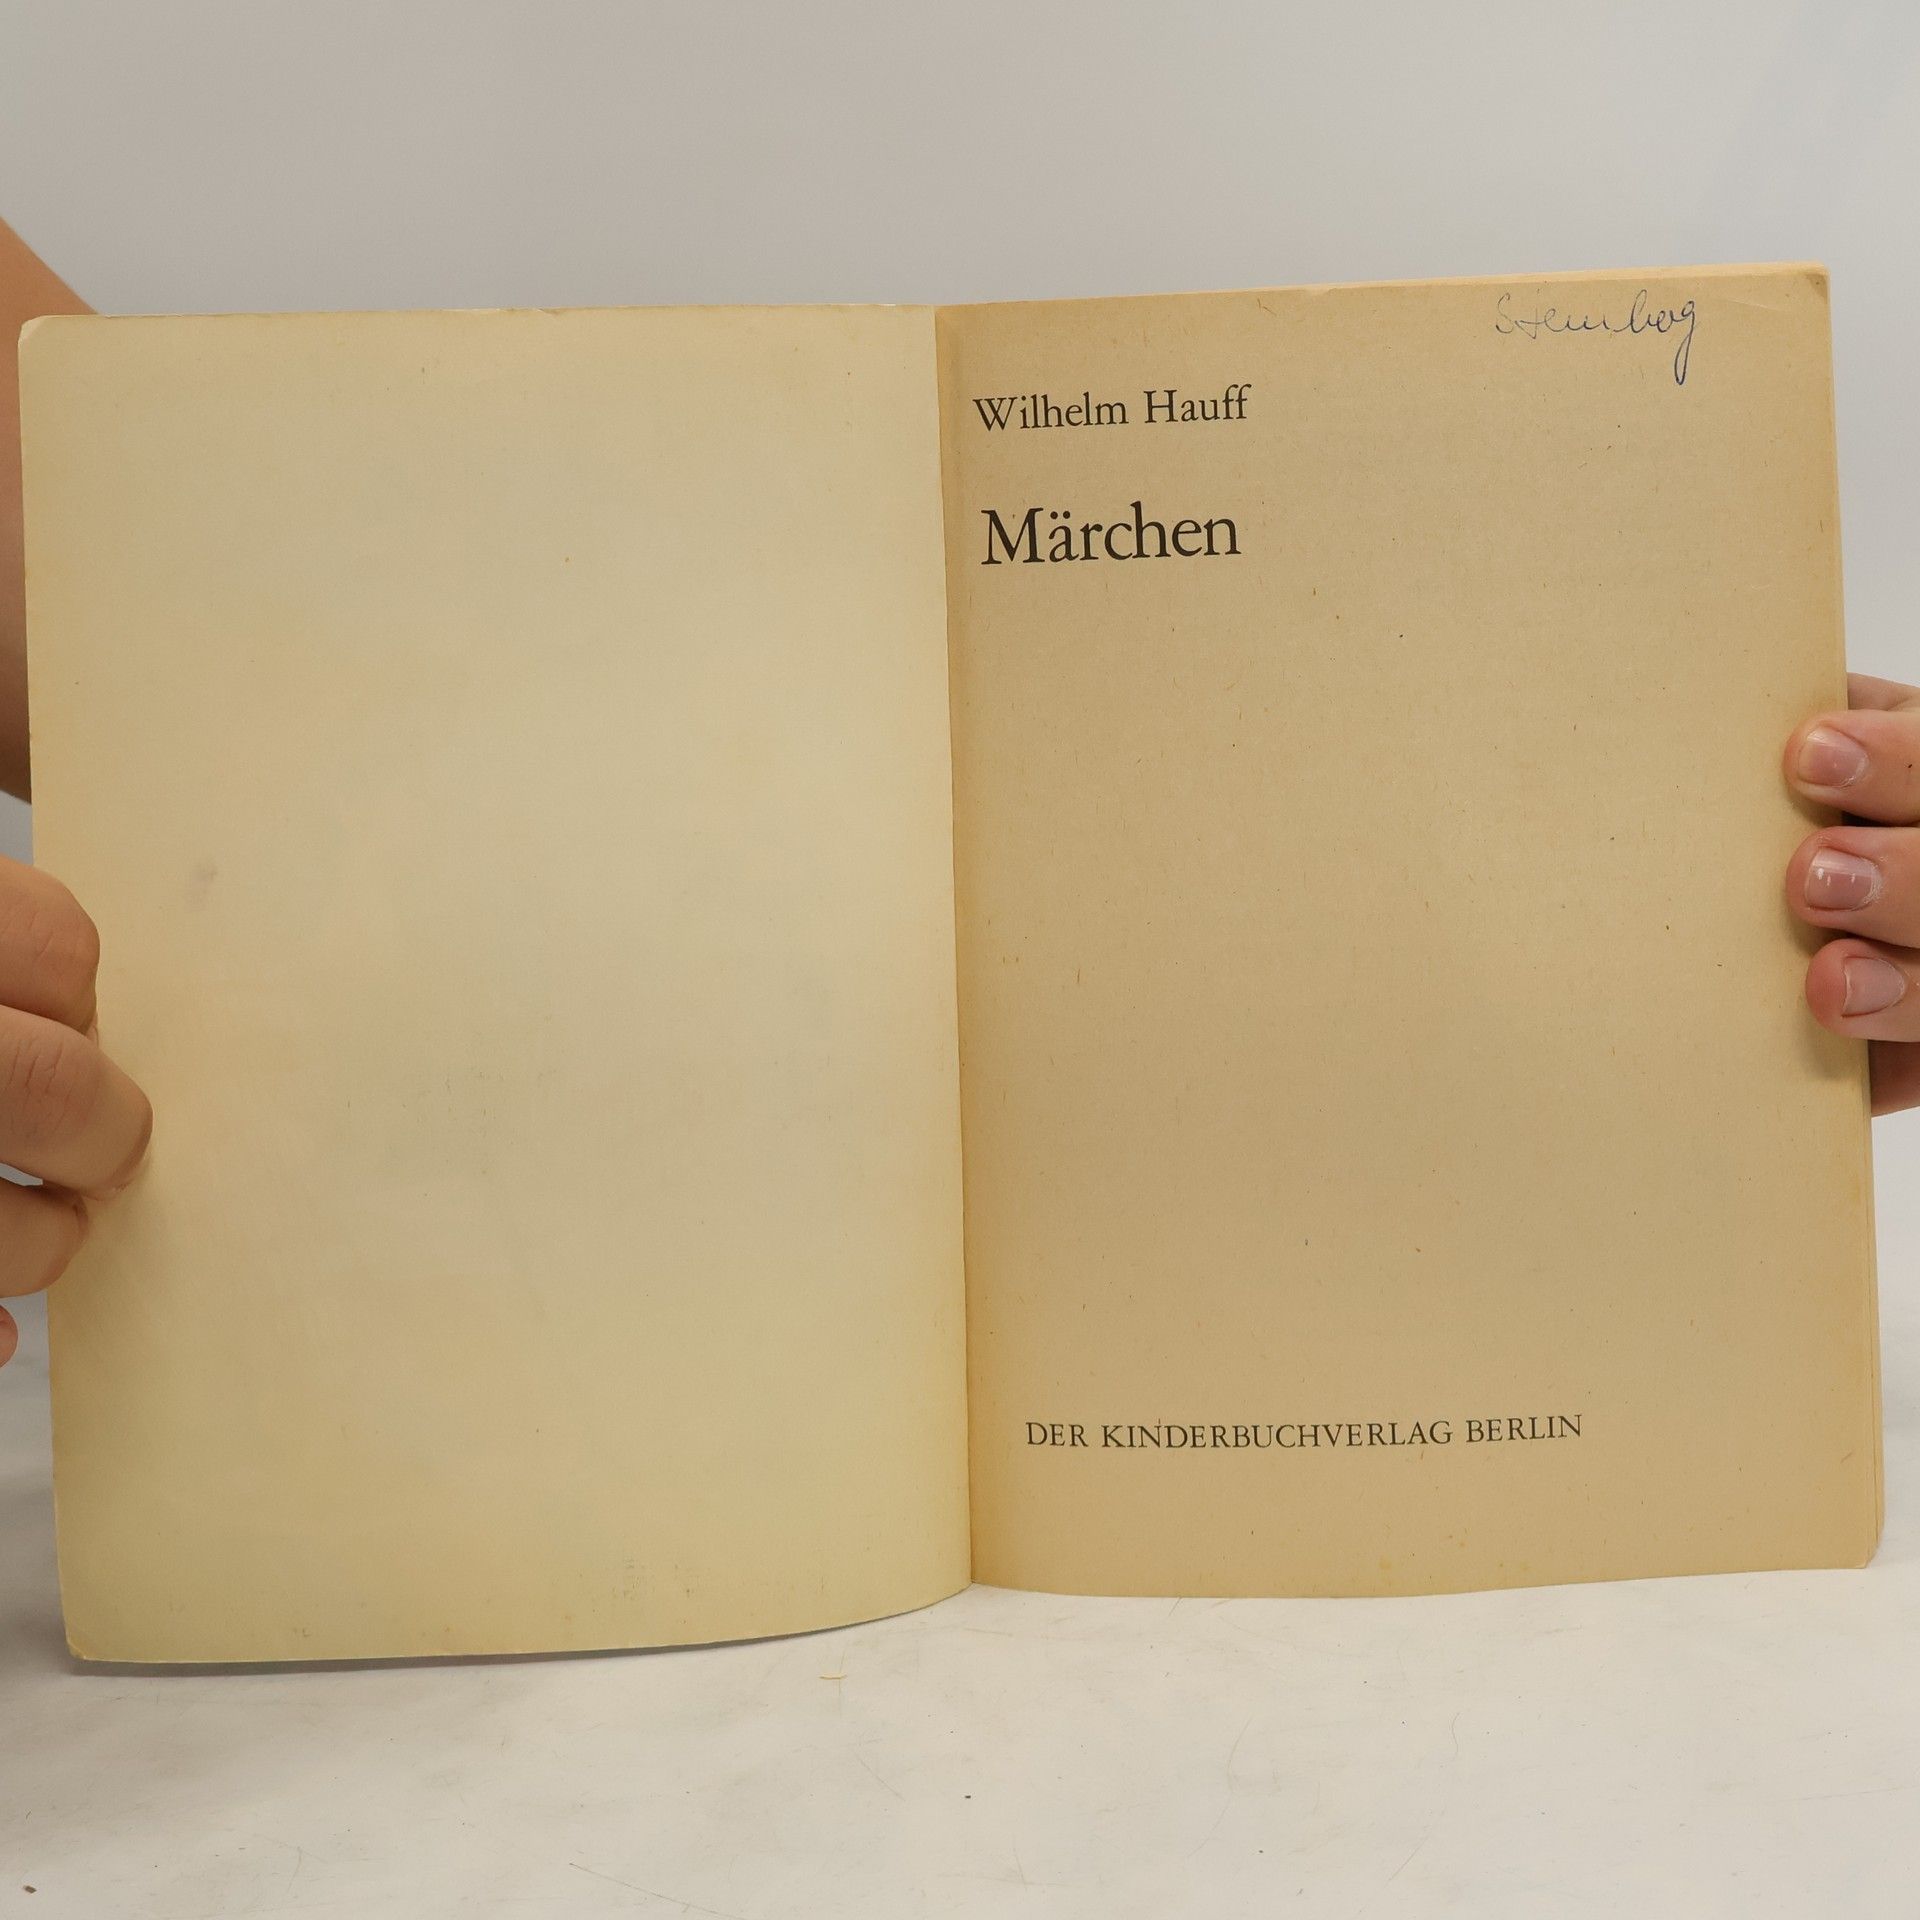 Wilhelm Hauff
Märchen
DER KINDERBUCHVERLAG BERLIN